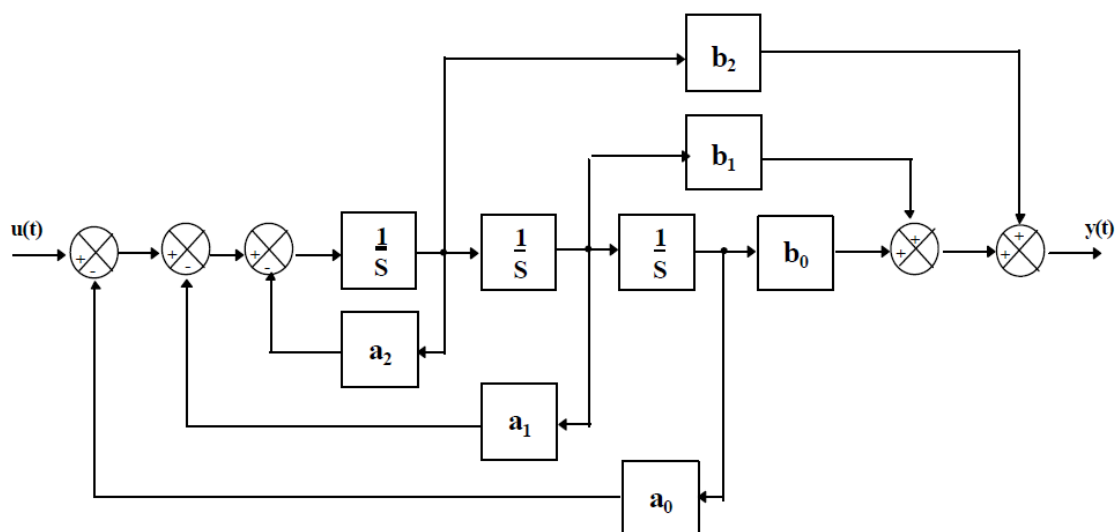 b₂
b₁
u(t)
+
-
+
-
+
-
1
S
1
S
1
S
b₀
+
+
+
+
y(t)
a₂
a₁
a₀